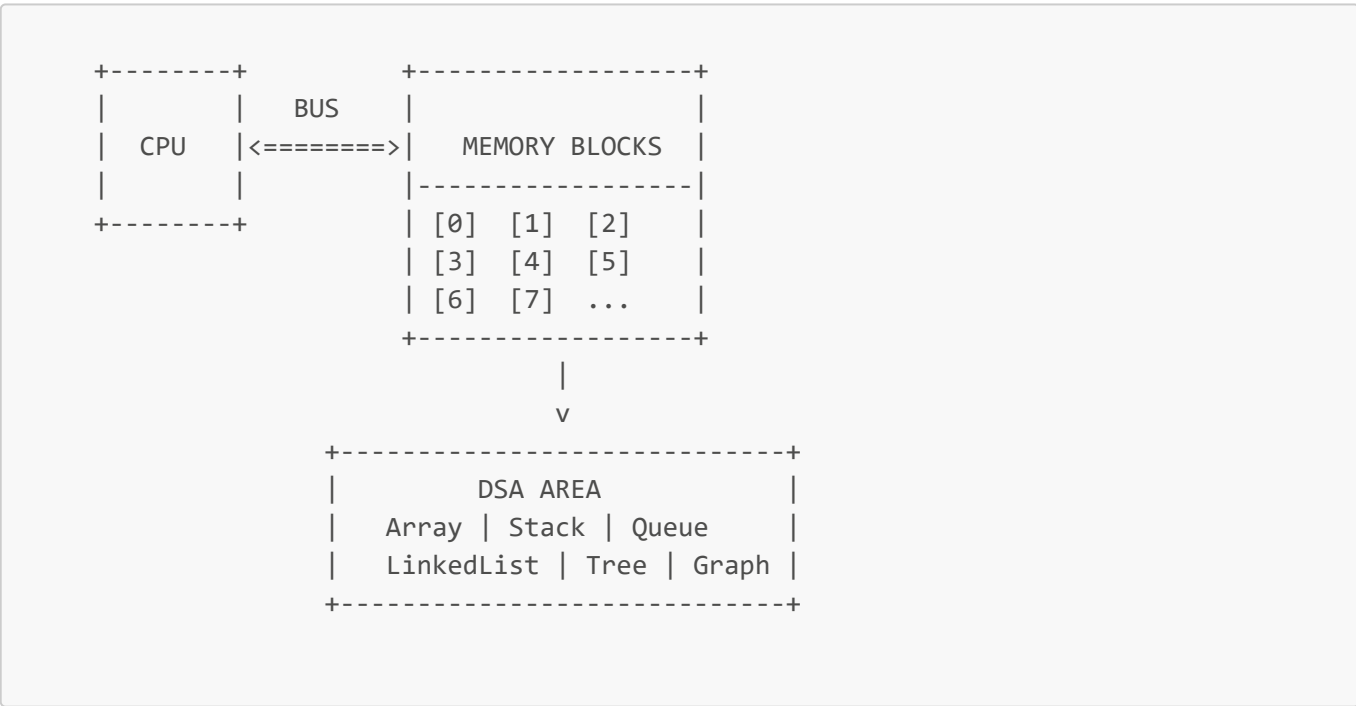 +--------+          +------------------+
|        |   BUS    |                  |
|  CPU   |<========>|   MEMORY BLOCKS  |
|        |          |------------------|
+--------+          | [0]  [1]  [2]    |
                    | [3]  [4]  [5]    |
                    | [6]  [7]  ...    |
                    +------------------+
                              |
                              v
               +-----------------------------+
               |         DSA AREA            |
               |   Array | Stack | Queue     |
               |   LinkedList | Tree | Graph |
               +-----------------------------+